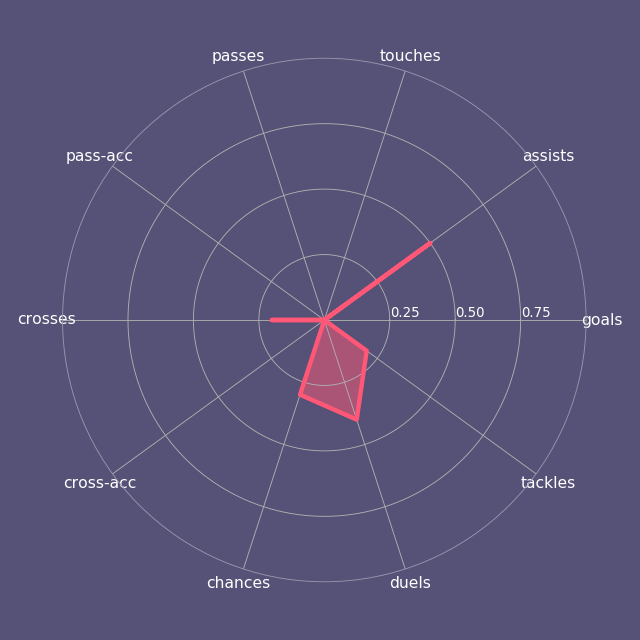 passes
touches
pass-acc
assists
crosses
0.25
0.50
0.75
goals
cross-acc
tackles
chances
duels